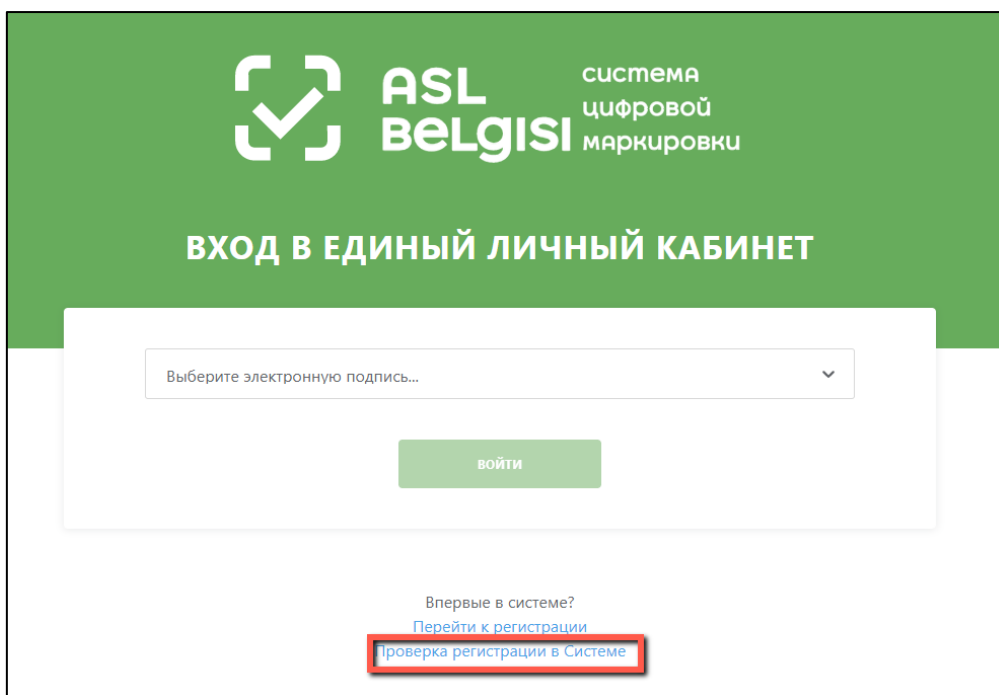 ASL BELGISI
система цифровой маркировки
ВХОД В ЕДИНЫЙ ЛИЧНЫЙ КАБИНЕТ
Выберите электронную подпись...
ВОЙТИ
Впервые в системе?
Перейти к регистрации
Проверка регистрации в Системе